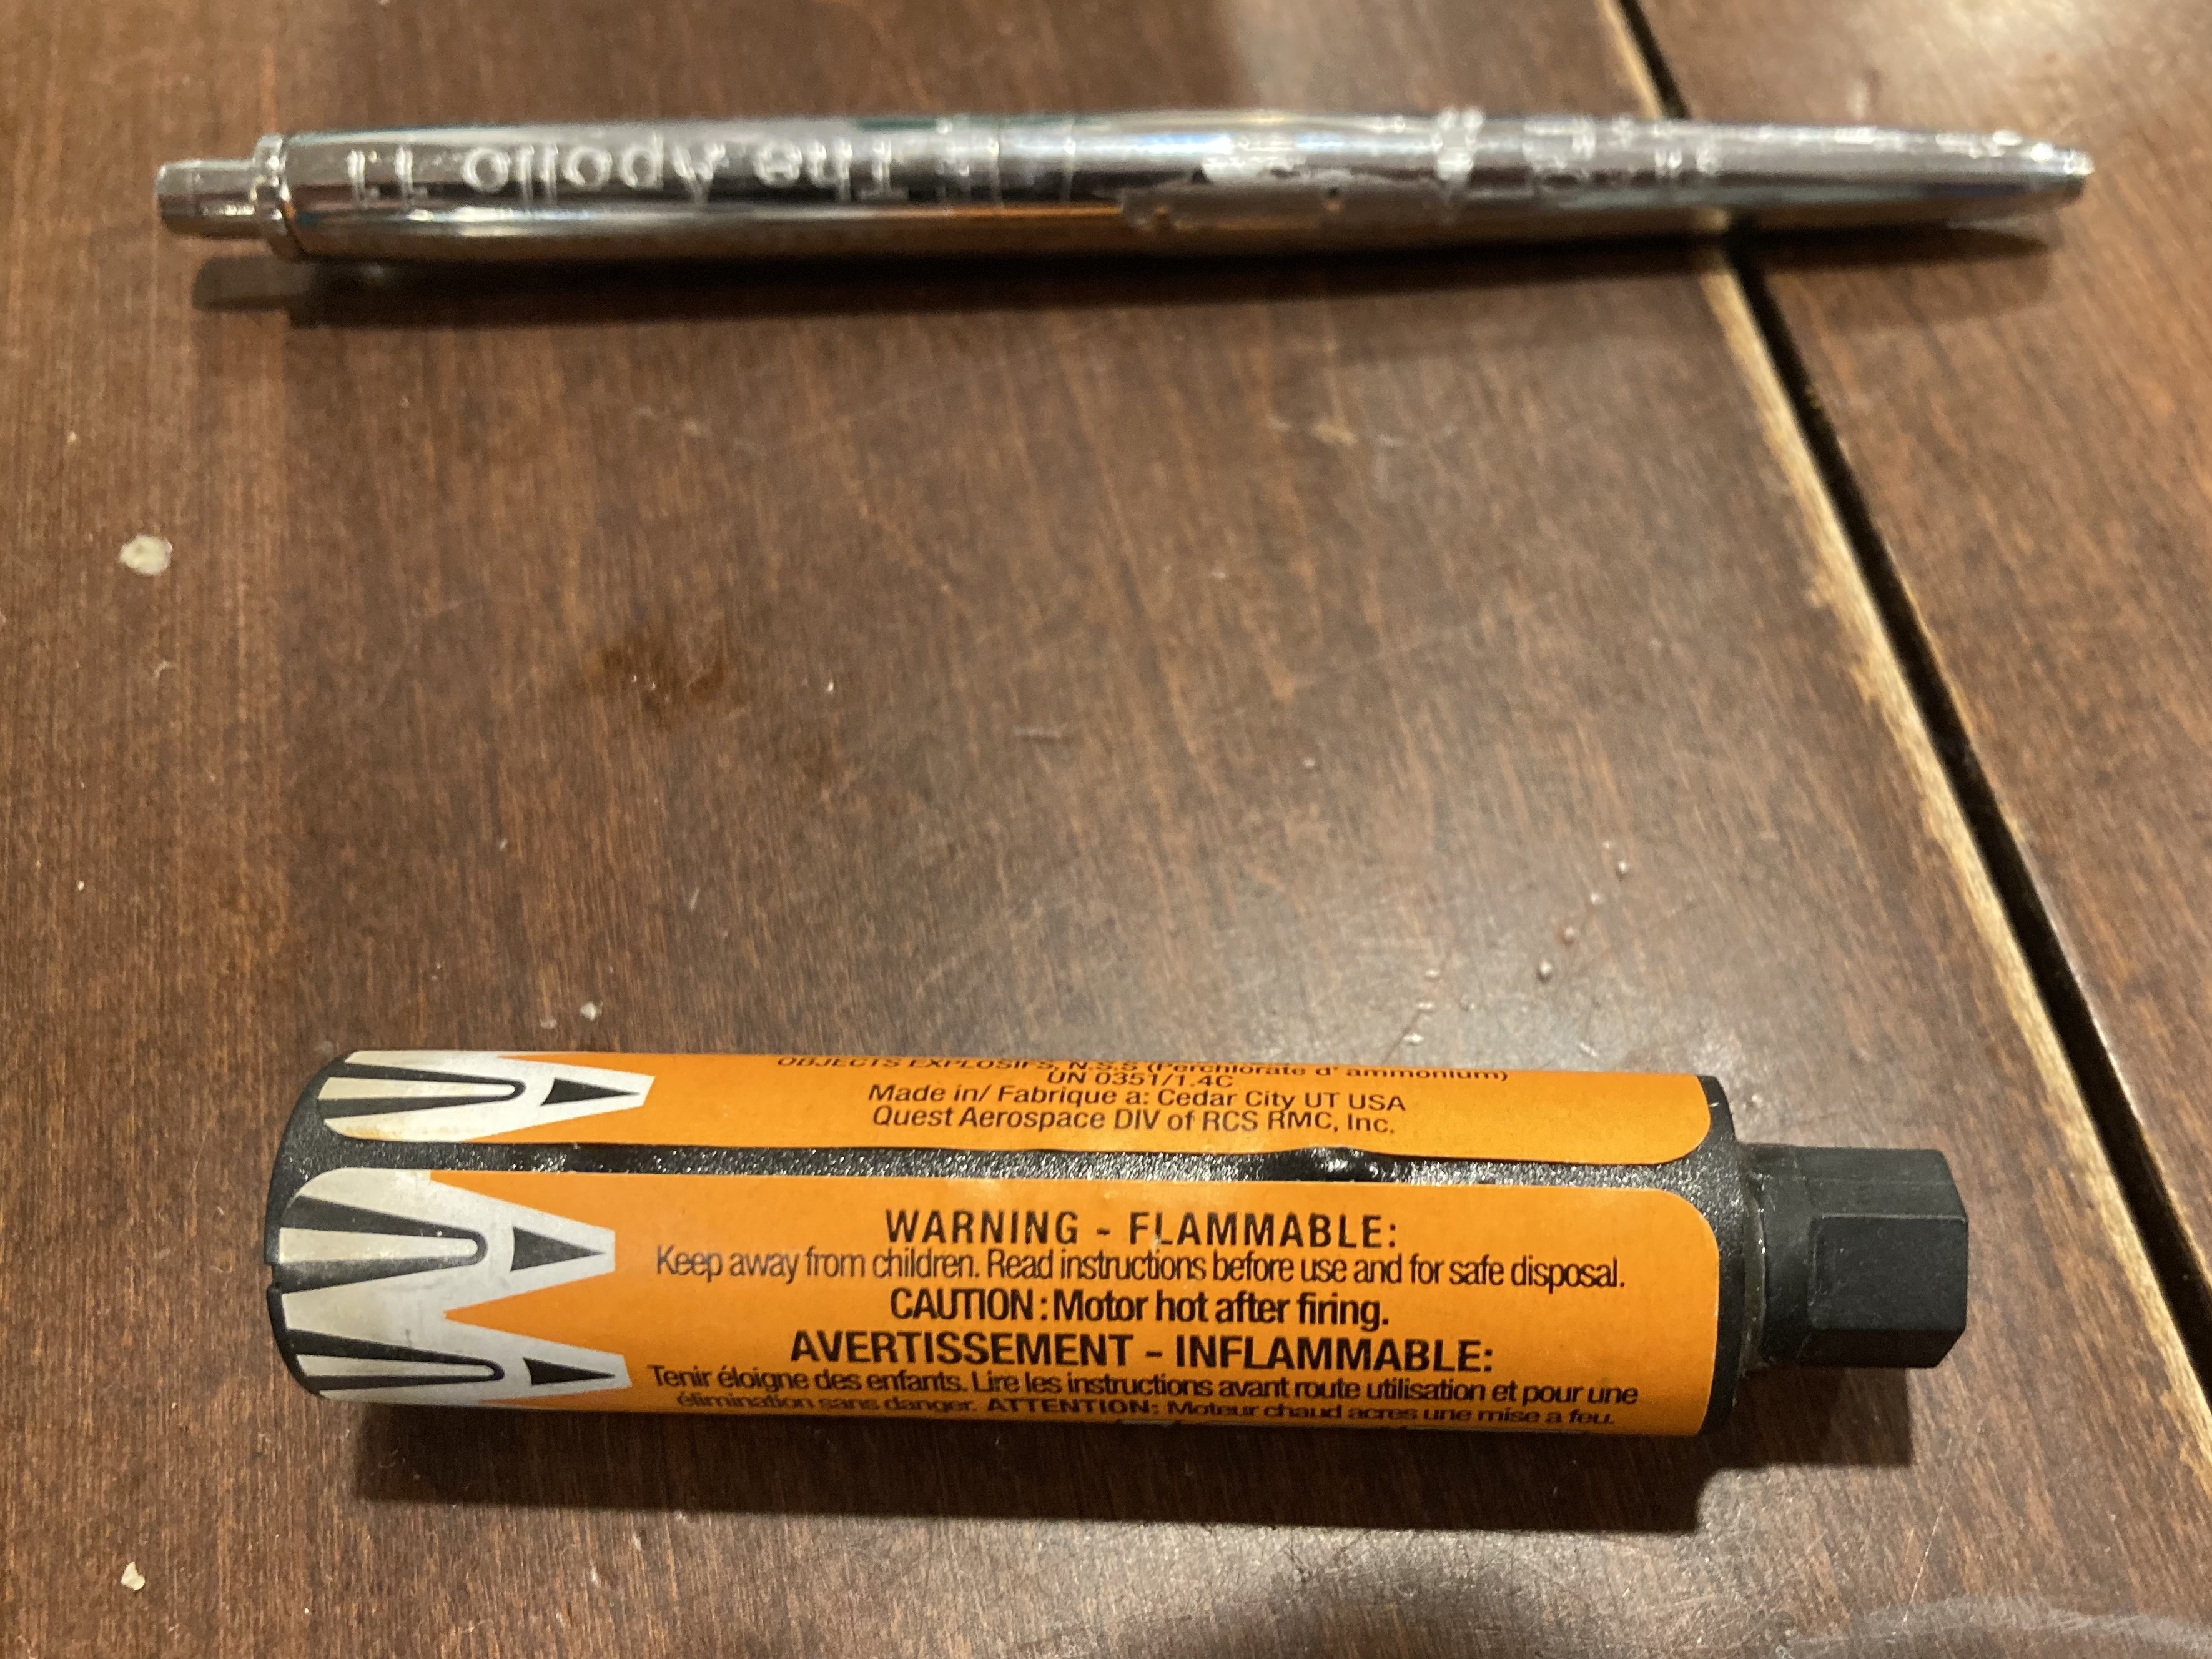 The Apollo 11
OBJECTS EXPLOSIFS, N.S.S (Perchlorate d' ammonium)
UN 0351/1.4C
Made in/ Fabrique a: Cedar City UT USA
Quest Aerospace DIV of RCS RMC, Inc.
WARNING - FLAMMABLE:
Keep away from children. Read instructions before use and for safe disposal.
CAUTION: Motor hot after firing.
AVERTISSEMENT - INFLAMMABLE:
Tenir éloigne des enfants. Lire les instructions avant route utilisation et pour une
élimination sans danger. ATTENTION: Moteur chaud acres une mise a feu.